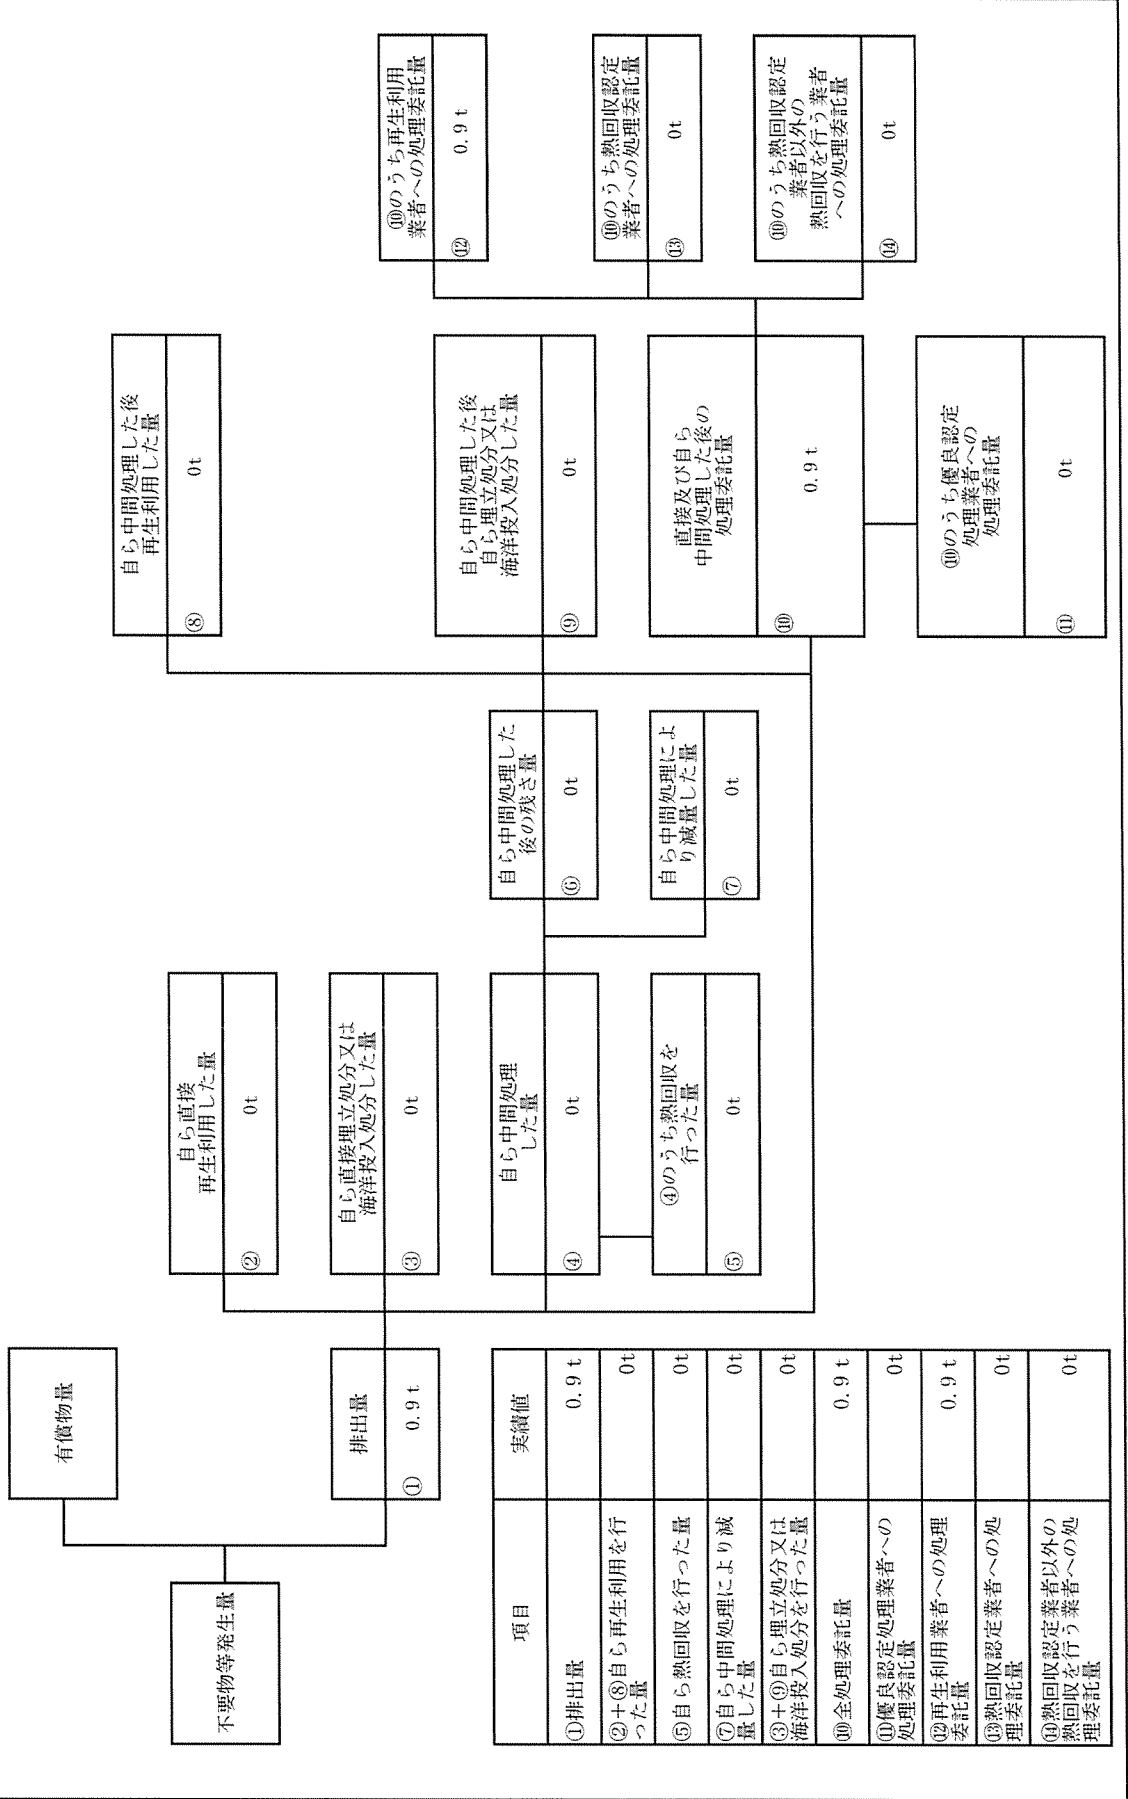 有償物量
不要物等発生量
排出量
① 0.9 t
自ら直接
再生利用した量
② 0t
自ら直接埋立処分又は
海洋投入処分した量
③ 0t
自ら中間処理
した量
④ 0t
④のうち熱回収を
行った量
⑤ 0t
自ら中間処理した
後の残さ量
⑥ 0t
自ら中間処理によ
り減量した量
⑦ 0t
自ら中間処理した後
再生利用した量
⑧ 0t
自ら中間処理した後
自ら埋立処分又は
海洋投入処分した量
⑨ 0t
直接及び自ら
中間処理した後の
処理委託量
⑩ 0.9 t
⑩のうち優良認定
処理業者への
処理委託量
⑪ 0t
⑩のうち再生利用
業者への処理委託量
⑫ 0.9 t
⑩のうち熱回収認定
業者への処理委託量
⑬ 0t
⑩のうち熱回収認定
業者以外の
熱回収を行う業者
への処理委託量
⑭ 0t
項目 実績値
①排出量 0.9 t
②+⑧自ら再生利用を行
った量 0t
⑤自ら熱回収を行った量 0t
⑦自ら中間処理により減
量した量 0t
③+⑨自ら埋立処分又は
海洋投入処分を行った量 0t
⑩全処理委託量 0.9 t
⑪優良認定処理業者への
処理委託量 0t
⑫再生利用業者への処理
委託量 0.9 t
⑬熱回収認定業者への処
理委託量 0t
⑭熱回収認定業者以外の
熱回収を行う業者への処
理委託量 0t